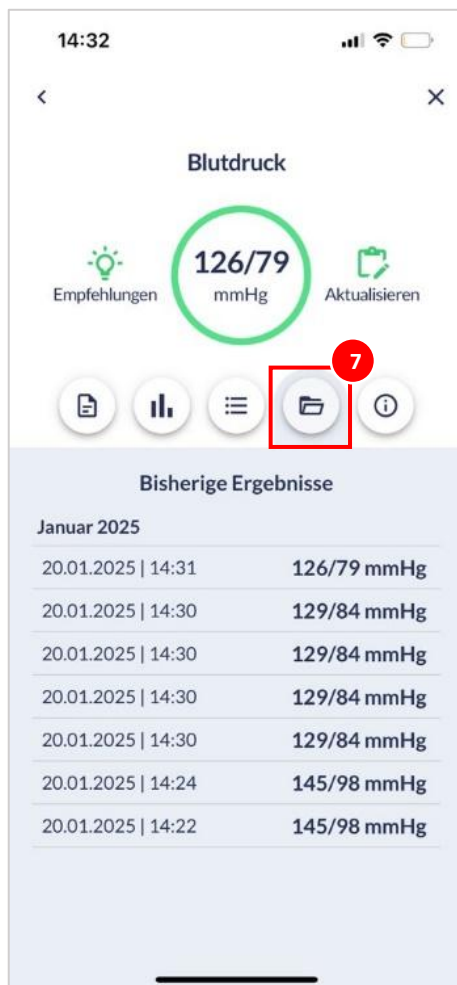 14:32
Blutdruck
126/79
mmHg
Empfehlungen
Aktualisieren
7
Bisherige Ergebnisse
Januar 2025
20.01.2025 | 14:31 126/79 mmHg
20.01.2025 | 14:30 129/84 mmHg
20.01.2025 | 14:30 129/84 mmHg
20.01.2025 | 14:30 129/84 mmHg
20.01.2025 | 14:30 129/84 mmHg
20.01.2025 | 14:24 145/98 mmHg
20.01.2025 | 14:22 145/98 mmHg